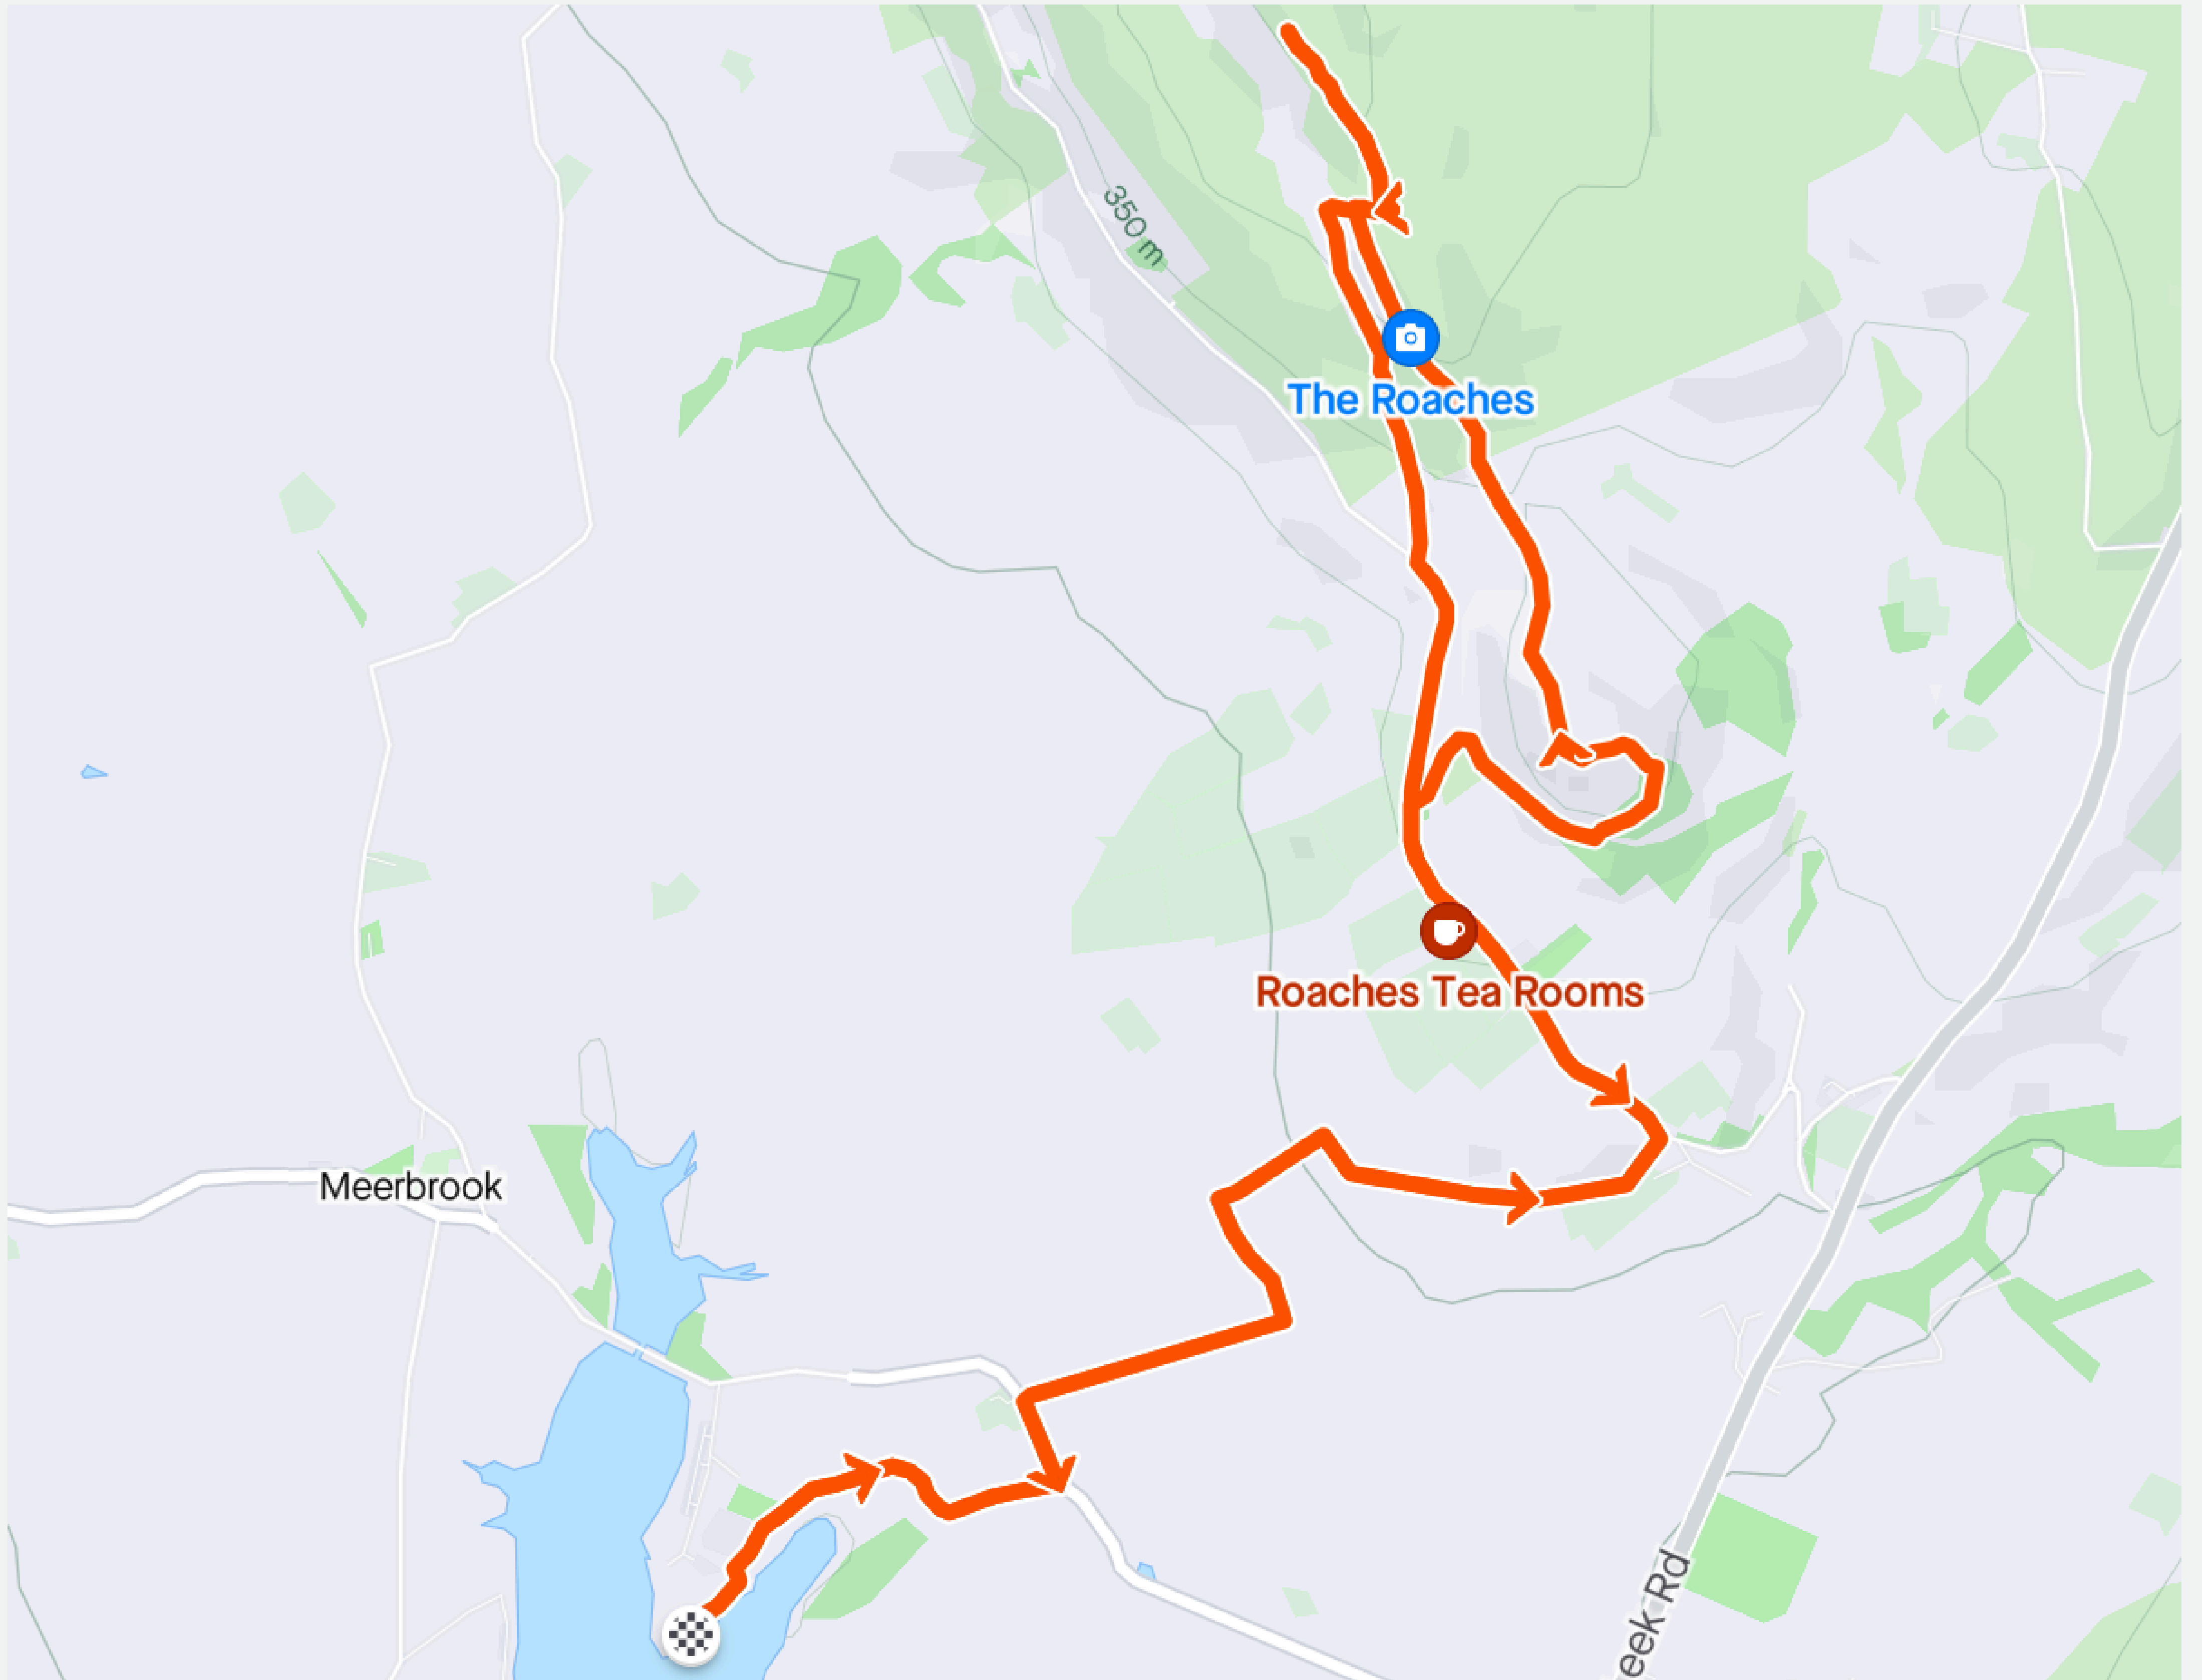 350 m
The Roaches
Roaches Tea Rooms
Meerbrook
eek Rd